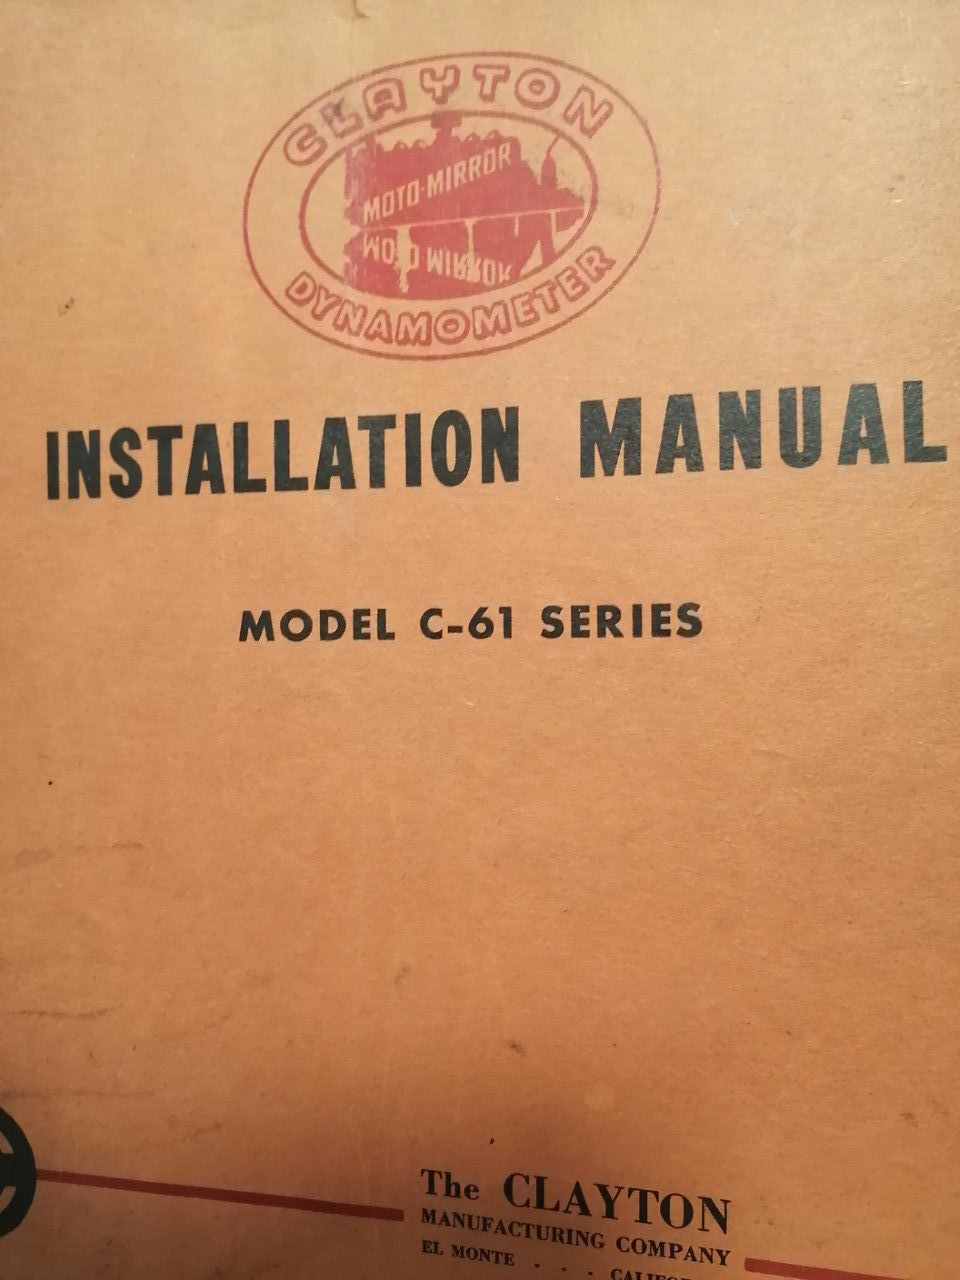 CLAYTON
MOTO-MIRROR
MOTO MIRROR
DYNAMOMETER
INSTALLATION MANUAL
MODEL C-61 SERIES
The CLAYTON
MANUFACTURING COMPANY
EL MONTE . . .